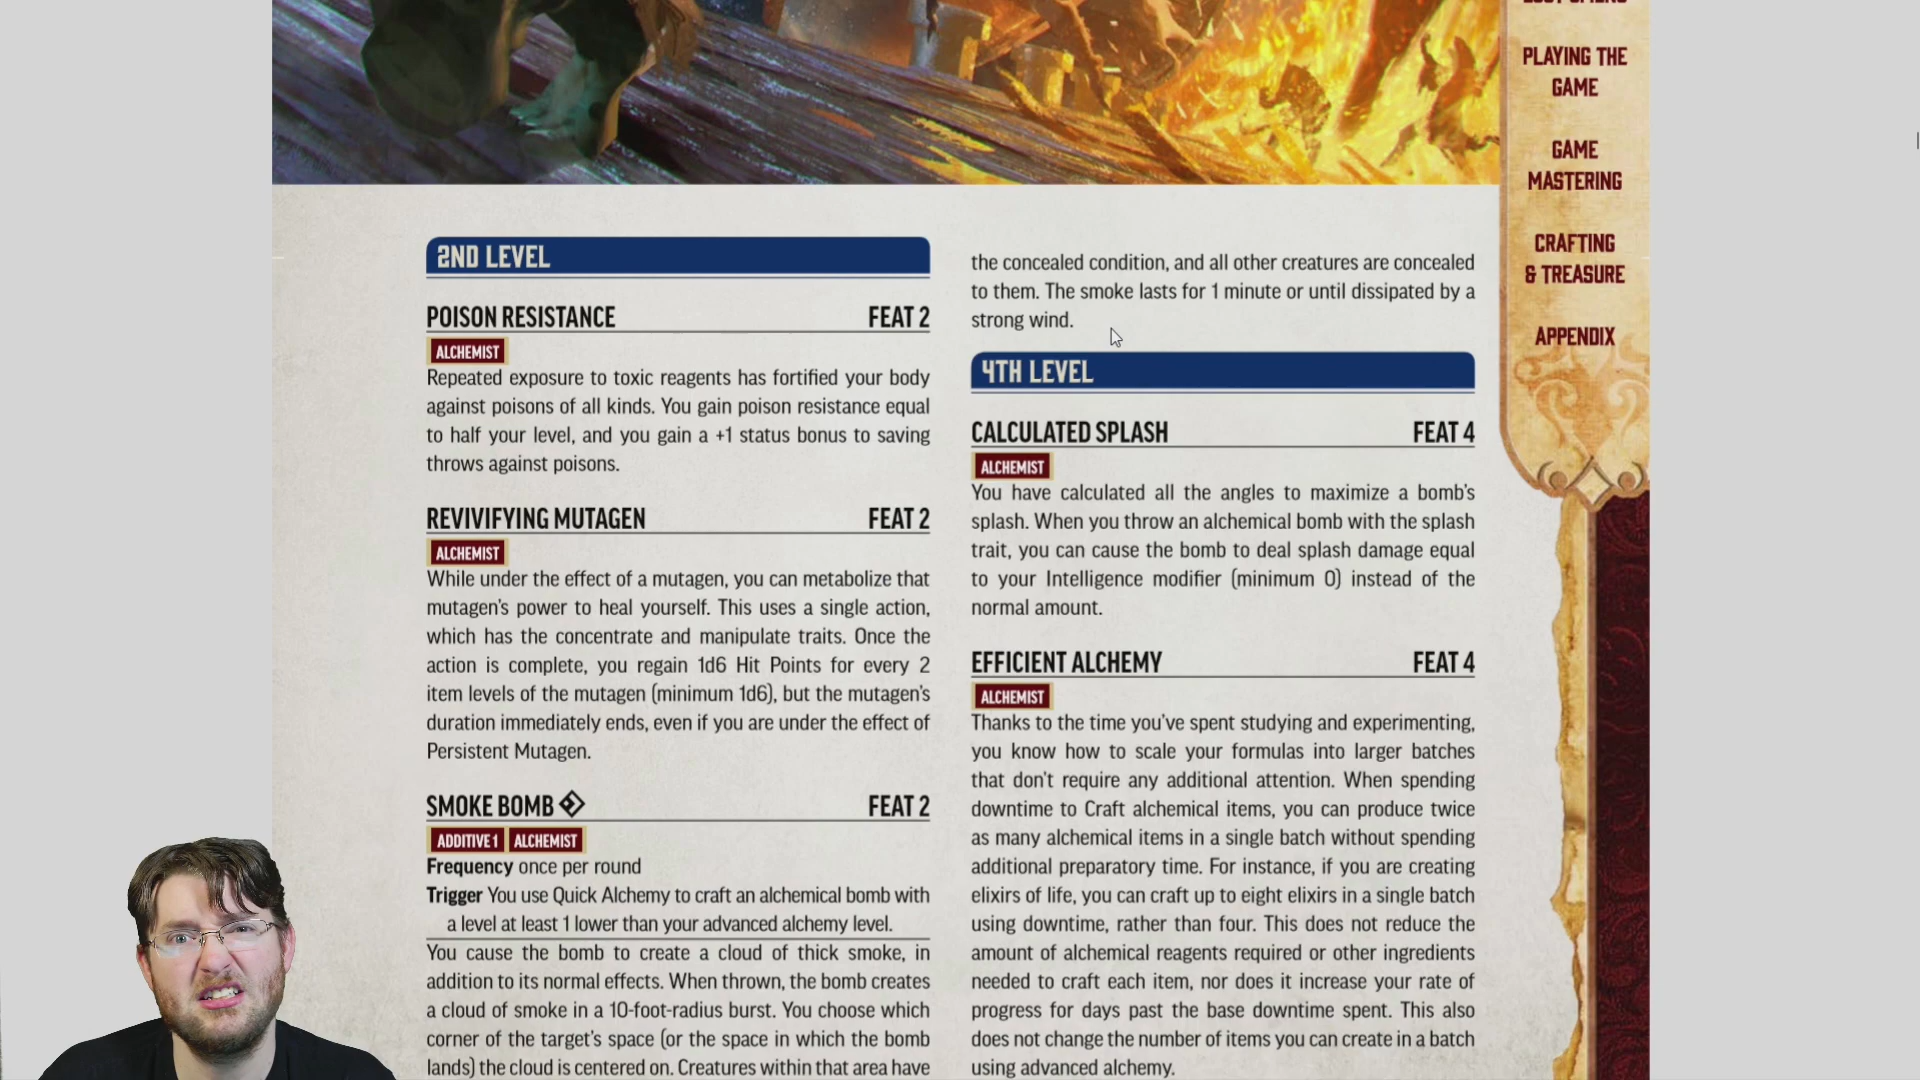 2ND LEVEL
POISON RESISTANCE FEAT 2
ALCHEMIST
Repeated exposure to toxic reagents has fortified your body
against poisons of all kinds. You gain poison resistance equal
to half your level, and you gain a +1 status bonus to saving
throws against poisons.
REVIVIFYING MUTAGEN FEAT 2
ALCHEMIST
While under the effect of a mutagen, you can metabolize that
mutagen's power to heal yourself. This uses a single action,
which has the concentrate and manipulate traits. Once the
action is complete, you regain 1d6 Hit Points for every 2
item levels of the mutagen (minimum 1d6), but the mutagen's
duration immediately ends, even if you are under the effect of
Persistent Mutagen.
SMOKE BOMB FEAT 2
ADDITIVE 1 ALCHEMIST
Frequency once per round
Trigger You use Quick Alchemy to craft an alchemical bomb with
a level at least 1 lower than your advanced alchemy level.
You cause the bomb to create a cloud of thick smoke, in
addition to its normal effects. When thrown, the bomb creates
a cloud of smoke in a 10-foot-radius burst. You choose which
corner of the target's space (or the space in which the bomb
lands) the cloud is centered on. Creatures within that area have
the concealed condition, and all other creatures are concealed
to them. The smoke lasts for 1 minute or until dissipated by a
strong wind.
4TH LEVEL
CALCULATED SPLASH FEAT 4
ALCHEMIST
You have calculated all the angles to maximize a bomb's
splash. When you throw an alchemical bomb with the splash
trait, you can cause the bomb to deal splash damage equal
to your Intelligence modifier (minimum 0) instead of the
normal amount.
EFFICIENT ALCHEMY FEAT 4
ALCHEMIST
Thanks to the time you've spent studying and experimenting,
you know how to scale your formulas into larger batches
that don't require any additional attention. When spending
downtime to Craft alchemical items, you can produce twice
as many alchemical items in a single batch without spending
additional preparatory time. For instance, if you are creating
elixirs of life, you can craft up to eight elixirs in a single batch
using downtime, rather than four. This does not reduce the
amount of alchemical reagents required or other ingredients
needed to craft each item, nor does it increase your rate of
progress for days past the base downtime spent. This also
does not change the number of items you can create in a batch
using advanced alchemy.
PLAYING THE
GAME
GAME
MASTERING
CRAFTING
& TREASURE
APPENDIX